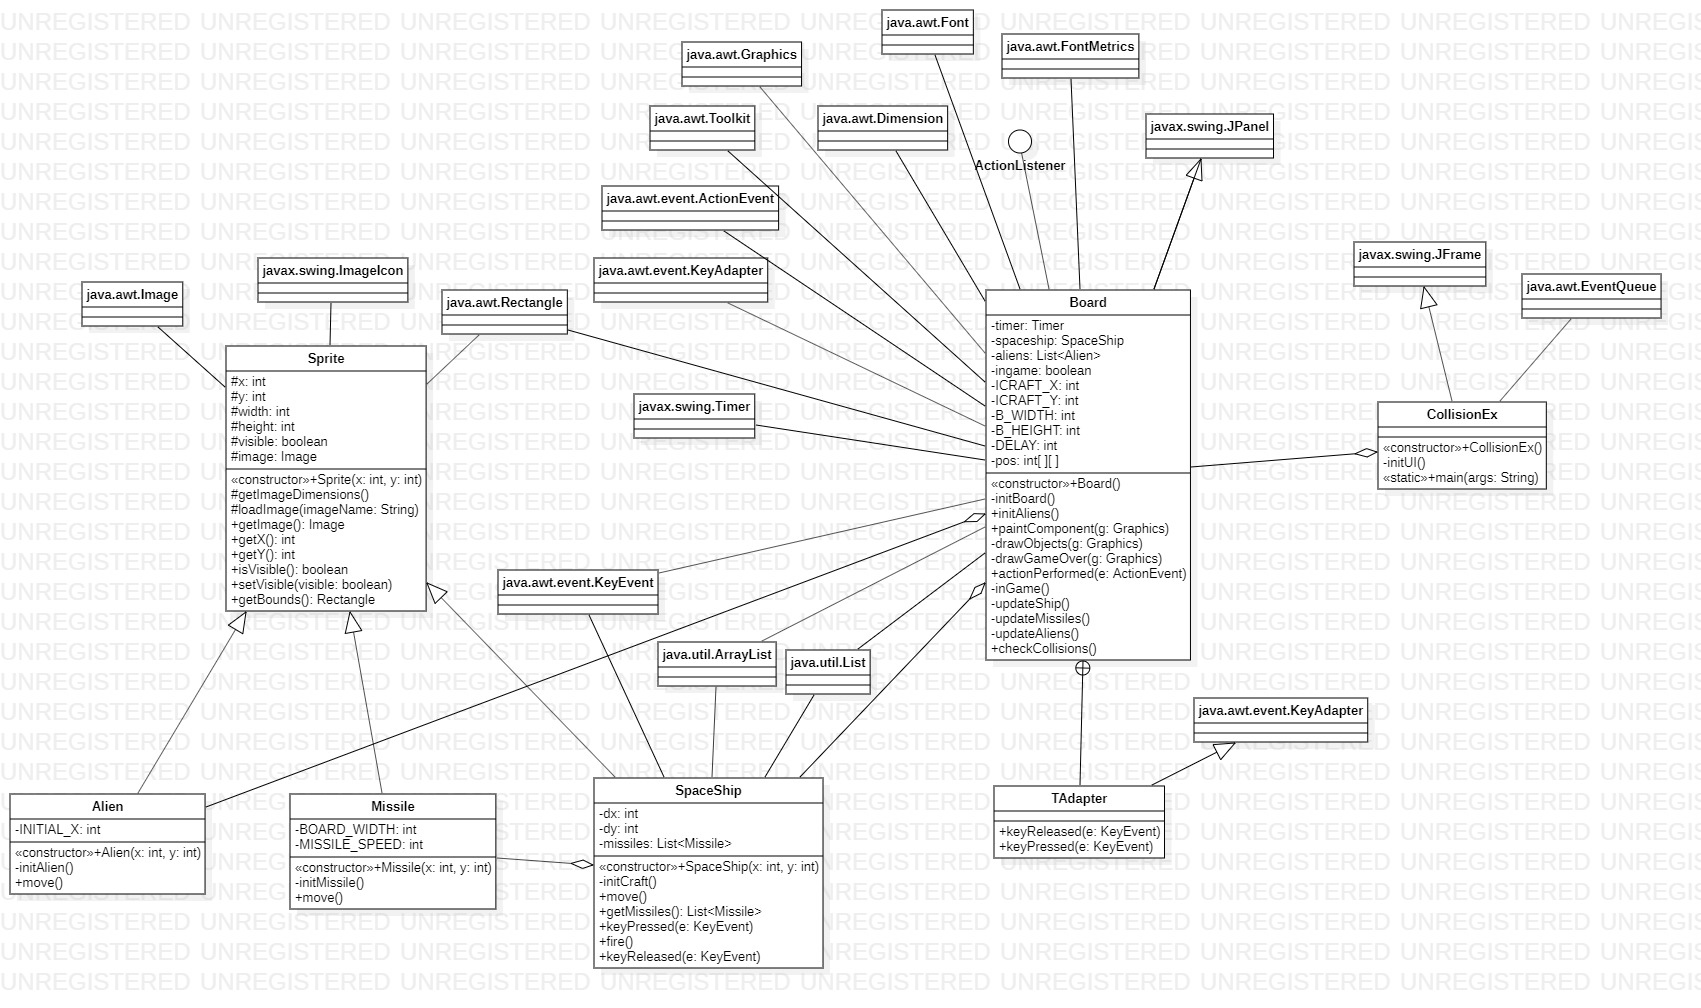 java.awt.Font
java.awt.FontMetrics
java.awt.Graphics
java.awt.Toolkit
java.awt.Dimension
javax.swing.JPanel
ActionListener
java.awt.event.ActionEvent
java.awt.event.KeyAdapter
javax.swing.JFrame
java.awt.EventQueue
java.awt.Image
javax.swing.ImageIcon
java.awt.Rectangle
javax.swing.Timer
Sprite
#x: int
#y: int
#width: int
#height: int
#visible: boolean
#image: Image
«constructor»+Sprite(x: int, y: int)
#getImageDimensions()
#loadImage(imageName: String)
+getImage(): Image
+getX(): int
+getY(): int
+isVisible(): boolean
+setVisible(visible: boolean)
+getBounds(): Rectangle
Board
-timer: Timer
-spaceship: SpaceShip
-aliens: List<Alien>
-ingame: boolean
-ICRAFT_X: int
-ICRAFT_Y: int
-B_WIDTH: int
-B_HEIGHT: int
-DELAY: int
-pos: int[ ][ ]
«constructor»+Board()
-initBoard()
+initAliens()
+paintComponent(g: Graphics)
-drawObjects(g: Graphics)
-drawGameOver(g: Graphics)
+actionPerformed(e: ActionEvent)
-inGame()
-updateShip()
-updateMissiles()
-updateAliens()
+checkCollisions()
CollisionEx
«constructor»+CollisionEx()
-initUI()
«static»+main(args: String)
java.awt.event.KeyEvent
java.util.ArrayList
java.util.List
java.awt.event.KeyAdapter
TAdapter
+keyReleased(e: KeyEvent)
+keyPressed(e: KeyEvent)
Alien
-INITIAL_X: int
«constructor»+Alien(x: int, y: int)
-initAlien()
+move()
Missile
-BOARD_WIDTH: int
-MISSILE_SPEED: int
«constructor»+Missile(x: int, y: int)
-initMissile()
+move()
SpaceShip
-dx: int
-dy: int
-missiles: List<Missile>
«constructor»+SpaceShip(x: int, y: int)
-initCraft()
+move()
+getMissiles(): List<Missile>
+keyPressed(e: KeyEvent)
+fire()
+keyReleased(e: KeyEvent)
UNREGISTERED